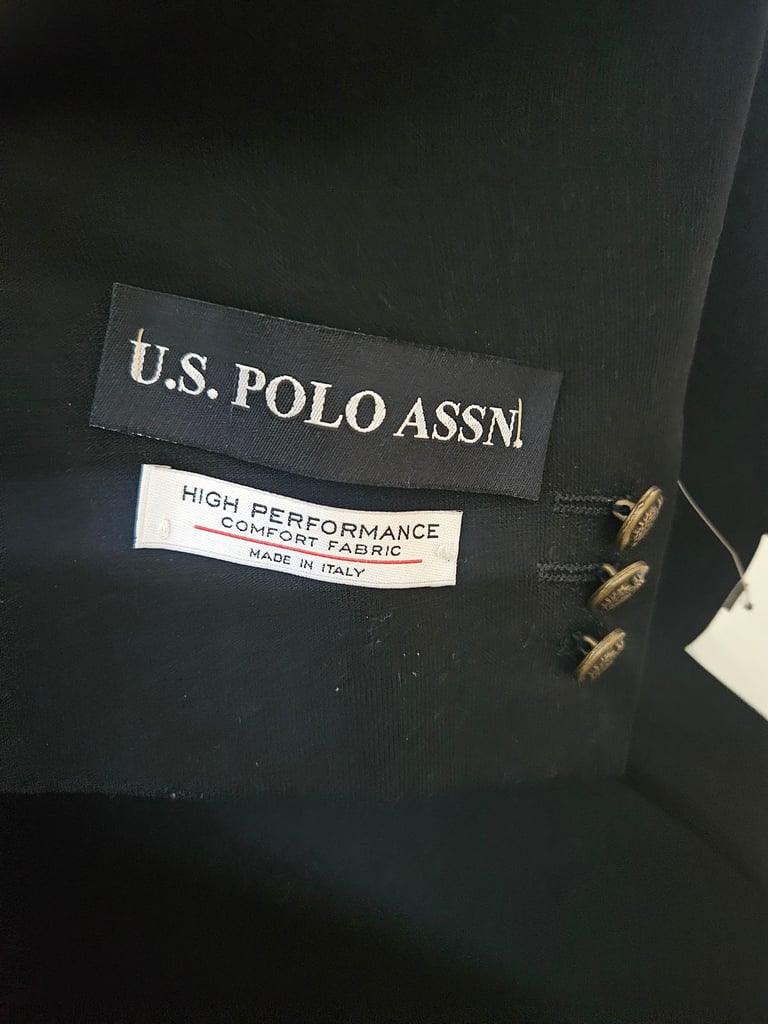 U.S. POLO ASSN.
HIGH PERFORMANCE
COMFORT FABRIC
MADE IN ITALY